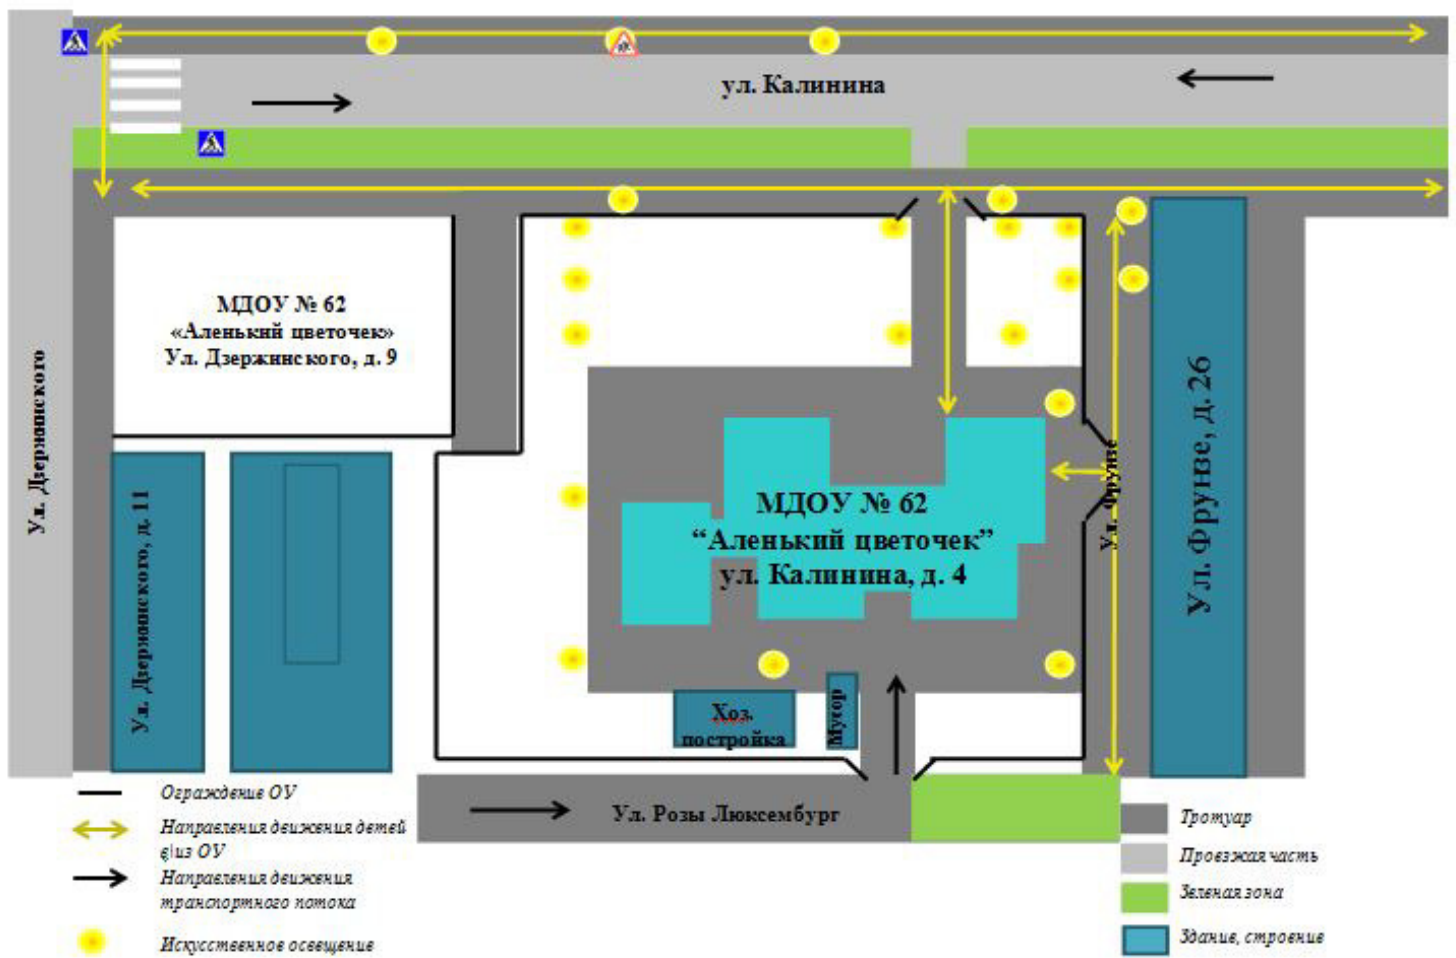 ул. Калинина
МДОУ № 62
«Аленький цветочек»
Ул. Дзержинского, д. 9
Ул. Дзержинского
Ул. Дзержинского, д. 11
МДОУ № 62
“Аленький цветочек”
ул. Калинина, д. 4
Ул. Фрунзе
Ул. Фрунзе, д. 26
Хоз.
постройка
Мусор
Ул. Розы Люксембург
Ограждение ОУ
Направления движения детей
в/из ОУ
Направления движения
транспортного потока
Искусственное освещение
Тротуар
Проезжая часть
Зеленая зона
Здание, строение